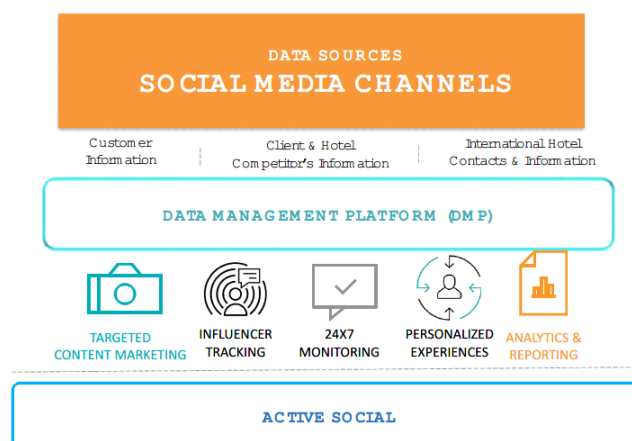 DATA SOURCES
SOCIAL MEDIA CHANNELS
Customer
Information
Client & Hotel
Competitor's Information
International Hotel
Contacts & Information
DATA MANAGEMENT PLATFORM (DMP)
TARGETED
CONTENT MARKETING
INFLUENCER
TRACKING
24X7
MONITORING
PERSONALIZED
EXPERIENCES
ANALYTICS &
REPORTING
ACTIVE SOCIAL